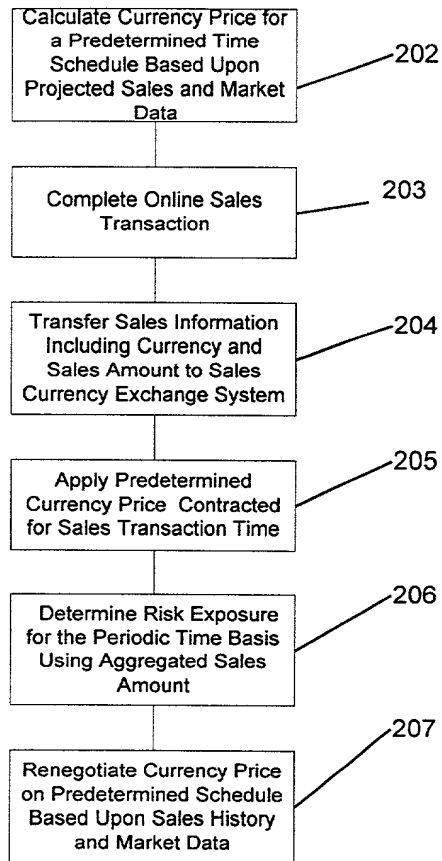 Calculate Currency Price for
a Predetermined Time
Schedule Based Upon
Projected Sales and Market
Data
202
Complete Online Sales
Transaction
203
Transfer Sales Information
Including Currency and
Sales Amount to Sales
Currency Exchange System
204
Apply Predetermined
Currency Price Contracted
for Sales Transaction Time
205
Determine Risk Exposure
for the Periodic Time Basis
Using Aggregated Sales
Amount
206
Renegotiate Currency Price
on Predetermined Schedule
Based Upon Sales History
and Market Data
207